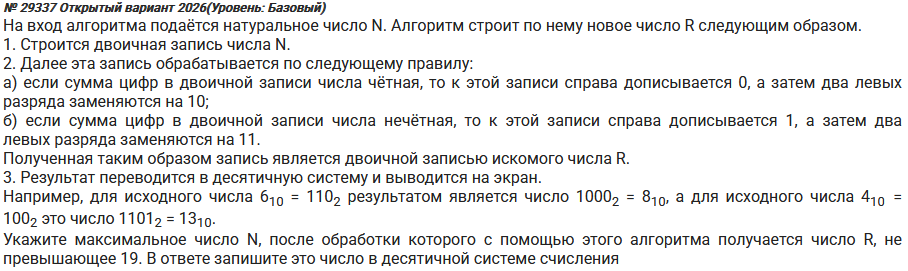 № 29337 Открытый вариант 2026(Уровень: Базовый)
На вход алгоритма подаётся натуральное число N. Алгоритм строит по нему новое число R следующим образом.
1. Строится двоичная запись числа N.
2. Далее эта запись обрабатывается по следующему правилу:
а) если сумма цифр в двоичной записи числа чётная, то к этой записи справа дописывается 0, а затем два левых
разряда заменяются на 10;
б) если сумма цифр в двоичной записи числа нечётная, то к этой записи справа дописывается 1, а затем два
левых разряда заменяются на 11.
Полученная таким образом запись является двоичной записью искомого числа R.
3. Результат переводится в десятичную систему и выводится на экран.
Например, для исходного числа 6₁₀ = 110₂ результатом является число 1000₂ = 8₁₀, а для исходного числа 4₁₀ =
100₂ это число 1101₂ = 13₁₀.
Укажите максимальное число N, после обработки которого с помощью этого алгоритма получается число R, не
превышающее 19. В ответе запишите это число в десятичной системе счисления